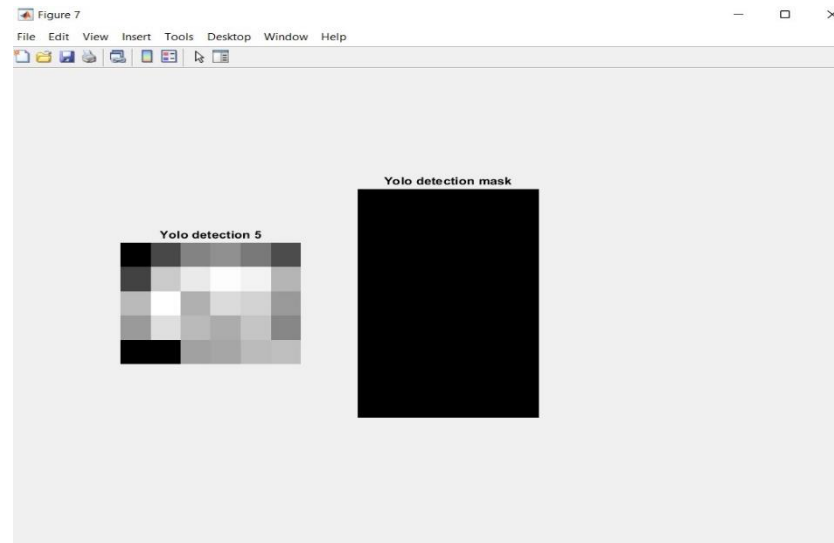 Figure 7
File Edit View Insert Tools Desktop Window Help
Yolo detection mask
Yolo detection 5